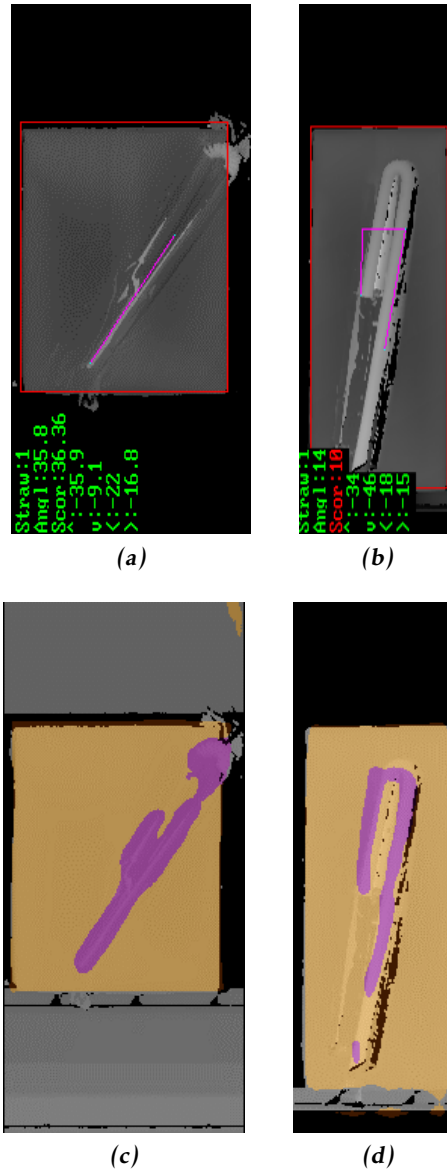 Straw:1
Angl:35.8
Scor:36.36
^:-35.9
v:-9.1
<:-22
>:-16.8
(a)
Straw:1
Angl:14
Scor:10
^:-34
v:-46
<:-18
>:-15
(b)
(c)
(d)